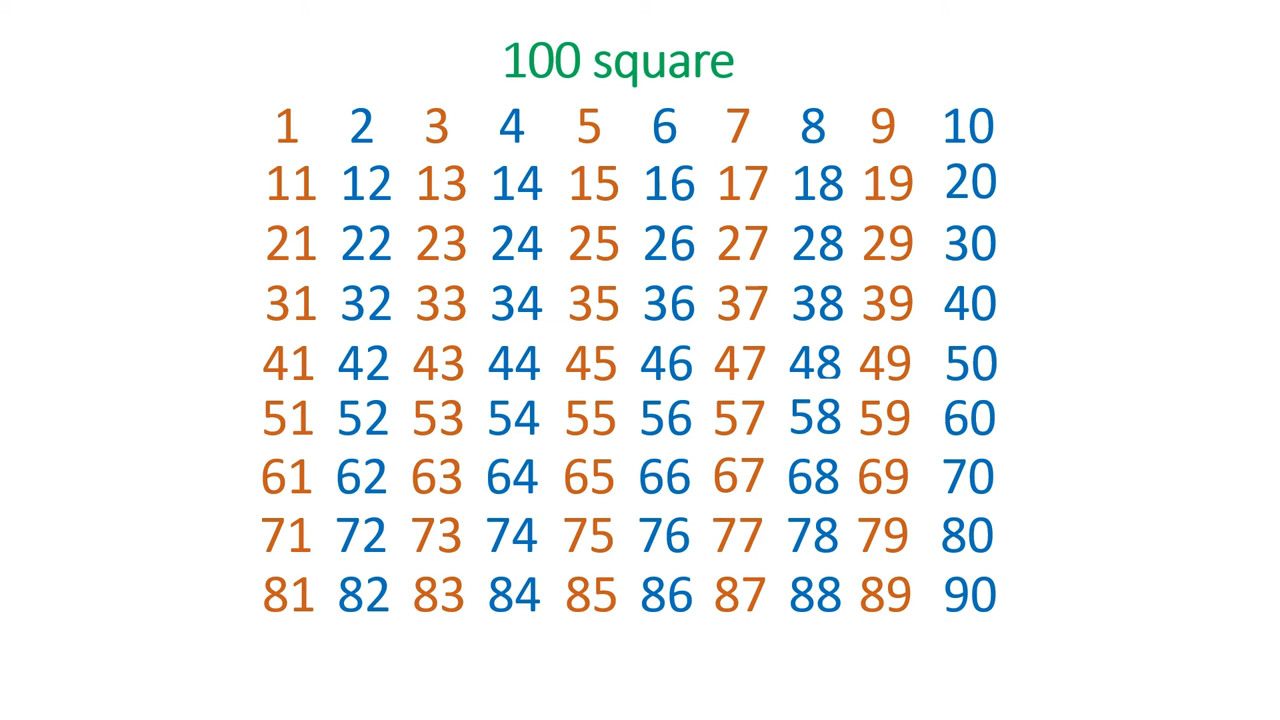 100 square
1 2 3 4 5 6 7 8 9 10
11 12 13 14 15 16 17 18 19 20
21 22 23 24 25 26 27 28 29 30
31 32 33 34 35 36 37 38 39 40
41 42 43 44 45 46 47 48 49 50
51 52 53 54 55 56 57 58 59 60
61 62 63 64 65 66 67 68 69 70
71 72 73 74 75 76 77 78 79 80
81 82 83 84 85 86 87 88 89 90